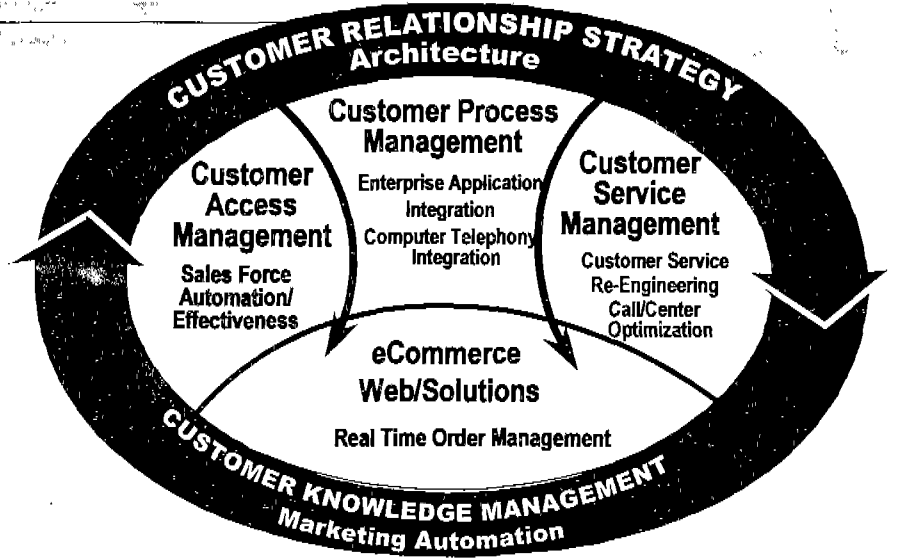 CUSTOMER RELATIONSHIP STRATEGY
Architecture
Customer Process
Management
Enterprise Application
Integration
Computer Telephony
Integration
Customer
Access
Management
Sales Force
Automation/
Effectiveness
Customer
Service
Management
Customer Service
Re-Engineering
Call/Center
Optimization
eCommerce
Web/Solutions
Real Time Order Management
CUSTOMER KNOWLEDGE MANAGEMENT
Marketing Automation